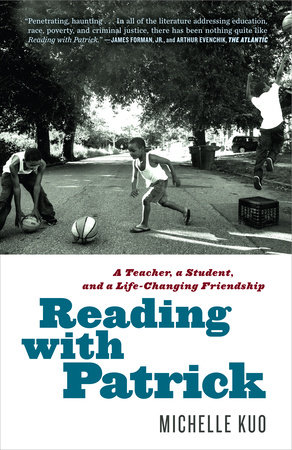 "Penetrating, haunting . . . In all of the literature addressing education,
race, poverty, and criminal justice, there has been nothing quite like
Reading with Patrick." —JAMES FORMAN, JR., and ARTHUR EVENCHIK, THE ATLANTIC
A Teacher, a Student,
and a Life-Changing Friendship
Reading
with
Patrick
MICHELLE KUO